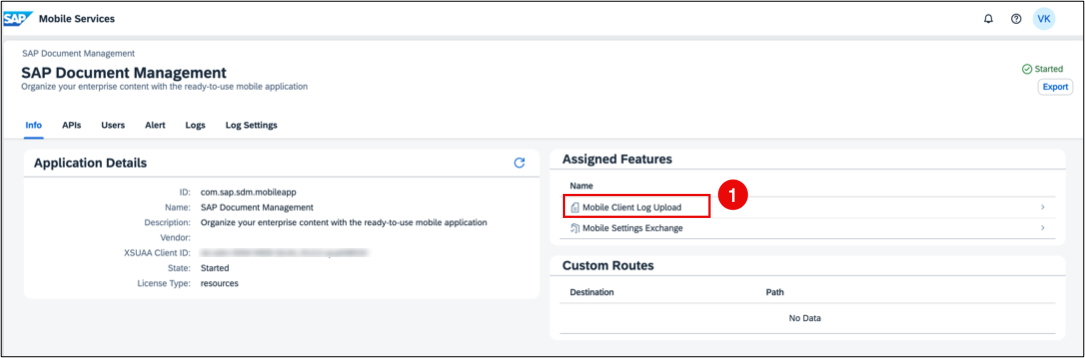 SAP Mobile Services
VK
SAP Document Management
SAP Document Management
Organize your enterprise content with the ready-to-use mobile application
Started
Export
Info APIs Users Alert Logs Log Settings
Application Details
ID: com.sap.sdm.mobileapp
Name: SAP Document Management
Description: Organize your enterprise content with the ready-to-use mobile application
Vendor:
XSUAA Client ID:
State: Started
License Type: resources
Assigned Features
Name
Mobile Client Log Upload
1
Mobile Settings Exchange
Custom Routes
Destination Path
No Data